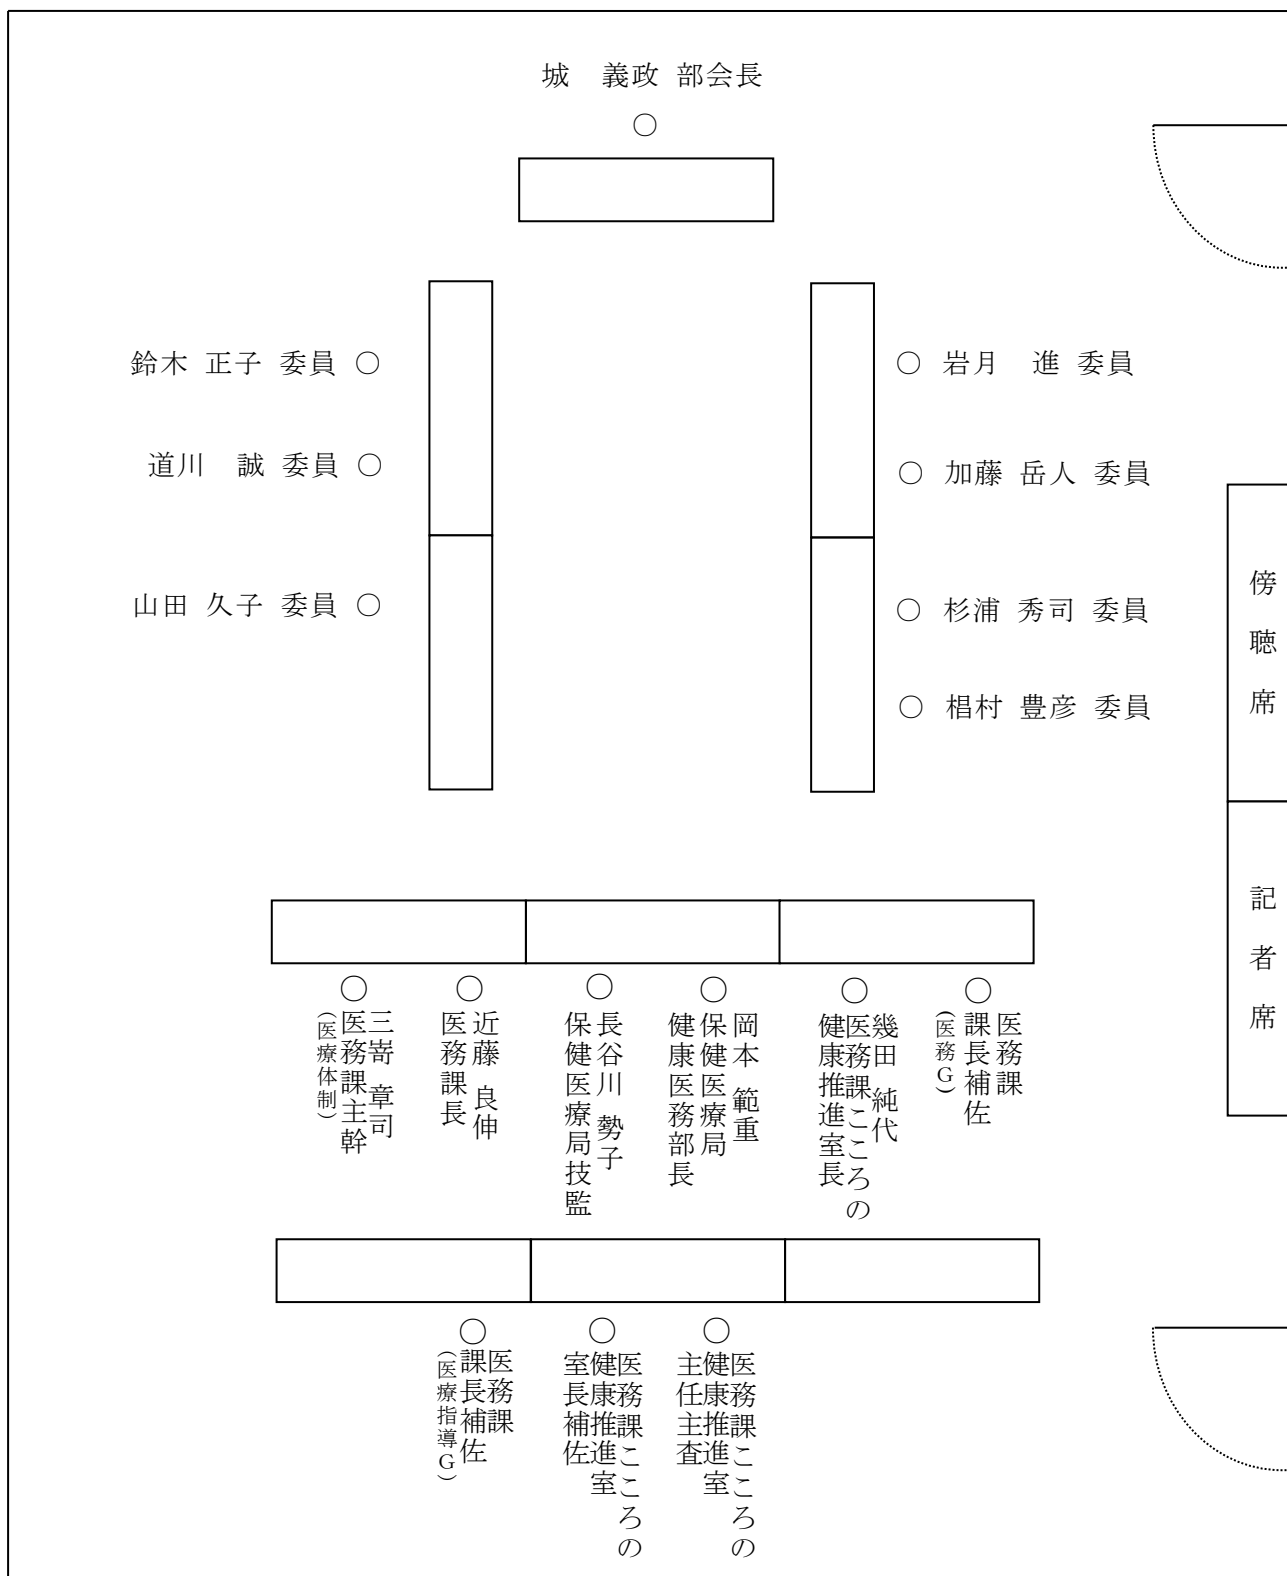 城　義政 部会長
○
鈴木 正子 委員 ○
道川　誠 委員 ○
山田 久子 委員 ○
○ 岩月　進 委員
○ 加藤 岳人 委員
○ 杉浦 秀司 委員
○ 椙村 豊彦 委員
傍聴席
記者席
○
医務課
課長補佐
(医務G)
○
幾田 純代
医務課こころの
健康推進室長
○
岡本 範重
保健医療局
健康医務部長
○
長谷川 勢子
保健医療局技監
○
近藤 良伸
医務課長
○
三嵜 章司
医務課主幹
(医療体制)
○
医務課こころの
健康推進室
主任主査
○
医務課こころの
健康推進室
室長補佐
○
医務課
課長補佐
(医療指導G)